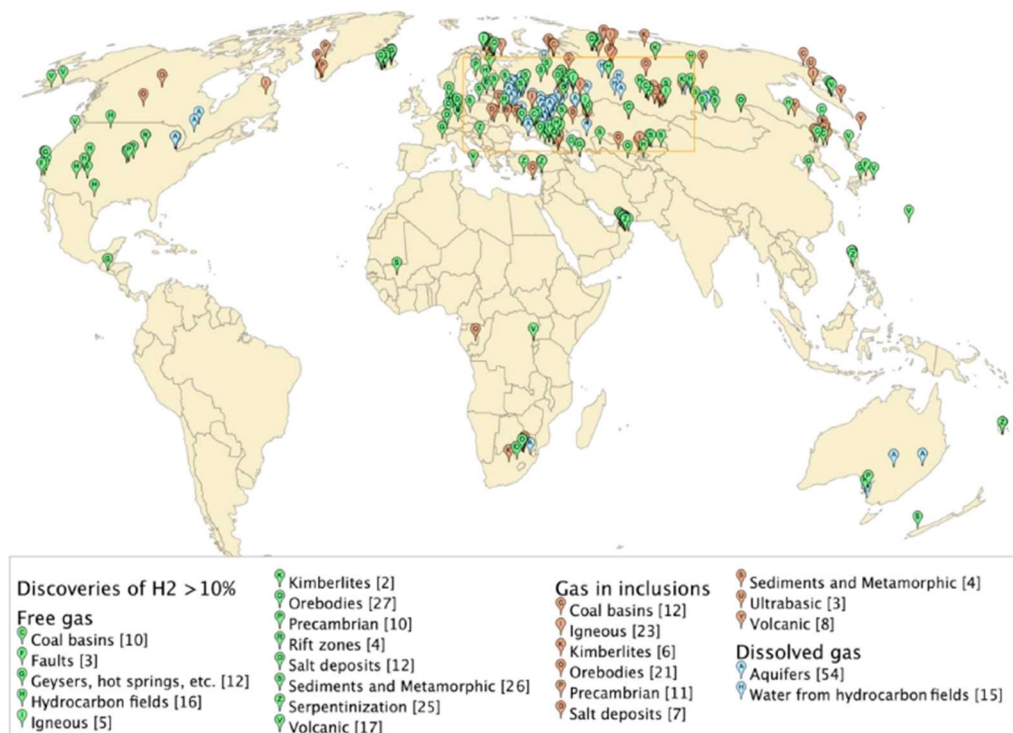 Discoveries of H2 >10%
Free gas
Coal basins [10]
Faults [3]
Geysers, hot springs, etc. [12]
Hydrocarbon fields [16]
Igneous [5]
Kimberlites [2]
Orebodies [27]
Precambrian [10]
Rift zones [4]
Salt deposits [12]
Sediments and Metamorphic [26]
Serpentinization [25]
Volcanic [17]
Gas in inclusions
Coal basins [12]
Igneous [23]
Kimberlites [6]
Orebodies [21]
Precambrian [11]
Salt deposits [7]
Sediments and Metamorphic [4]
Ultrabasic [3]
Volcanic [8]
Dissolved gas
Aquifers [54]
Water from hydrocarbon fields [15]